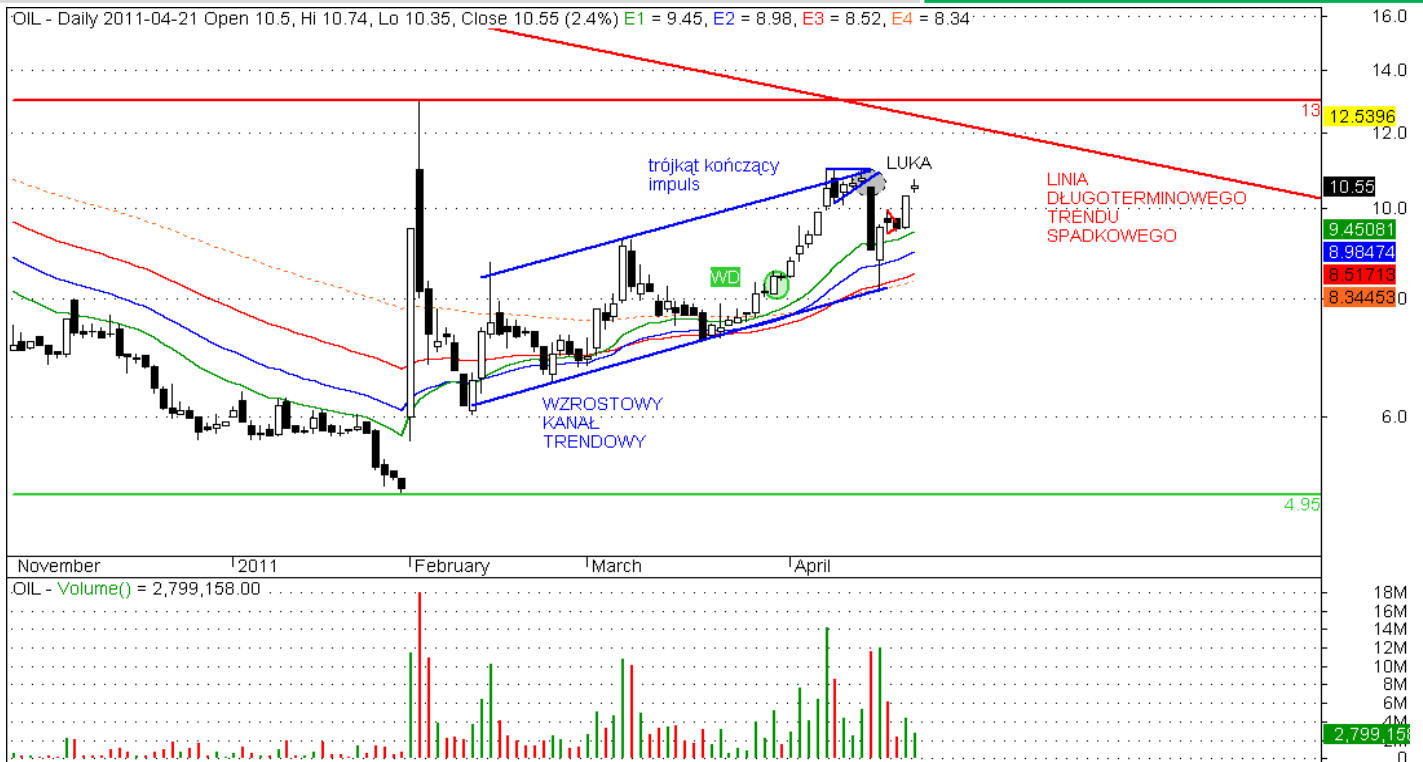 OIL - Daily 2011-04-21 Open 10.5, Hi 10.74, Lo 10.35, Close 10.55 (2.4%) E1 = 9.45, E2 = 8.98, E3 = 8.52, E4 = 8.34
16.0
14.0
13
12.5396
12.0
trójkąt kończący
impuls
LUKA
LINIA
DŁUGOTERMINOWEGO
TRENDU
SPADKOWEGO
10.55
10.0
9.45081
8.98474
WD
8.51713
8.34453
0
WZROSTOWY
KANAŁ
TRENDOWY
6.0
4.95
November
2011
February
March
April
OIL - Volume() = 2,799,158.00
18M
16M
14M
12M
10M
8M
6M
4M
2,799,158
0